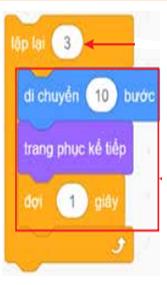 lặp lại 3
di chuyển 10 bước
trang phục kế tiếp
đợi 1 giây